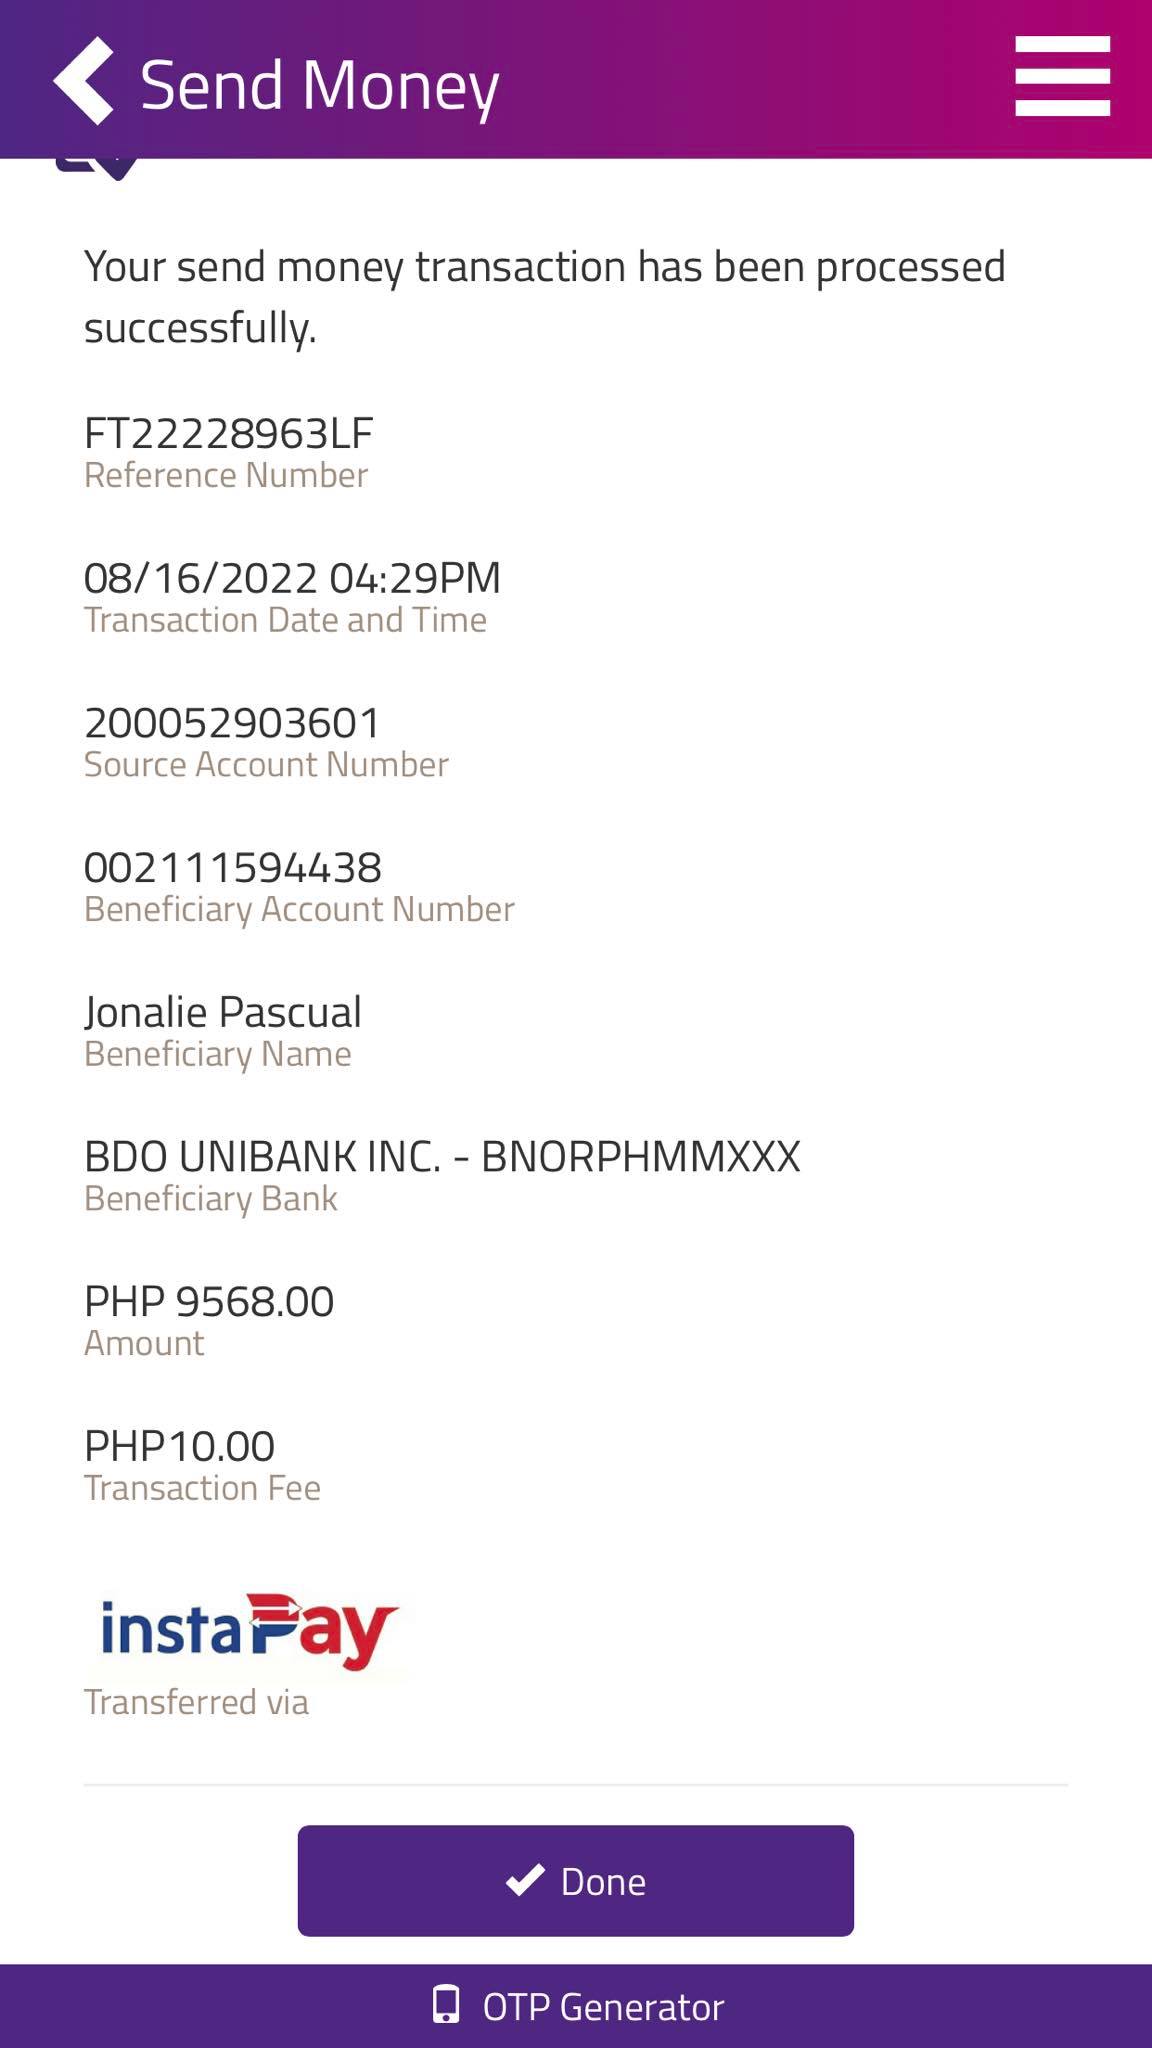 Send Money
Your send money transaction has been processed
successfully.
FT22228963LF
Reference Number
08/16/2022 04:29PM
Transaction Date and Time
200052903601
Source Account Number
002111594438
Beneficiary Account Number
Jonalie Pascual
Beneficiary Name
BDO UNIBANK INC. - BNORPHMMXXX
Beneficiary Bank
PHP 9568.00
Amount
PHP10.00
Transaction Fee
instaPay
Transferred via
Done
OTP Generator